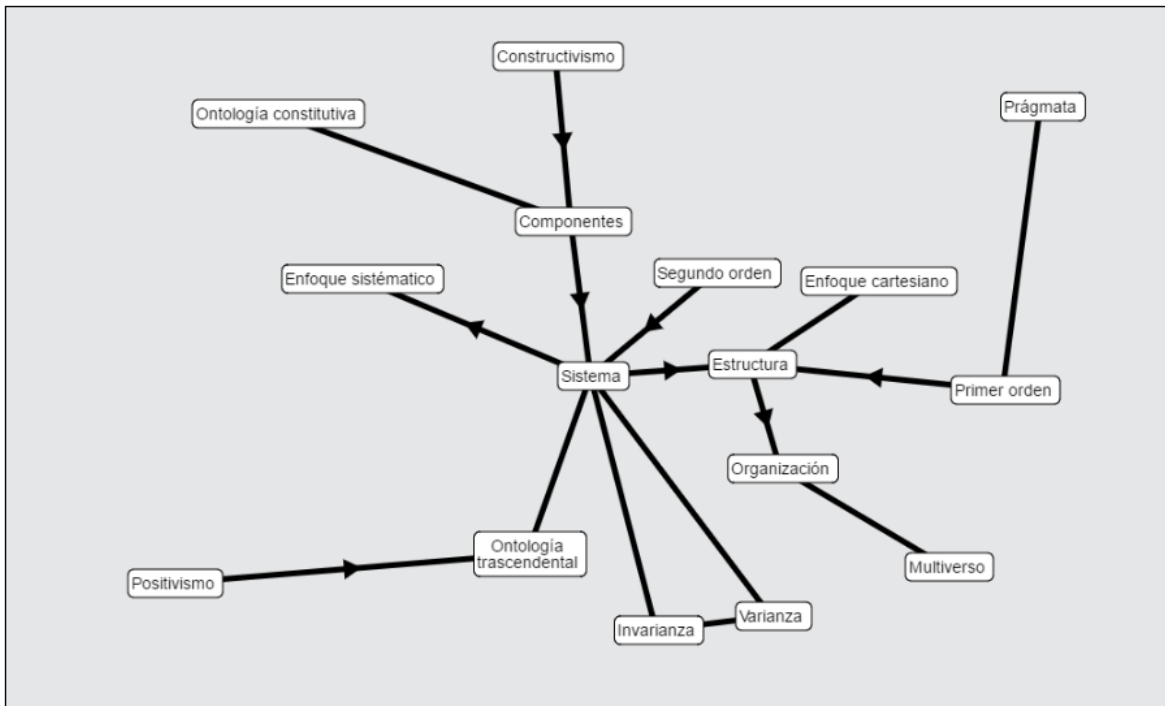 Constructivismo
Ontología constitutiva
Prágmata
Componentes
Enfoque sistématico
Segundo orden
Enfoque cartesiano
Sistema
Estructura
Primer orden
Organización
Ontología
trascendental
Positivismo
Multiverso
Invarianza
Varianza